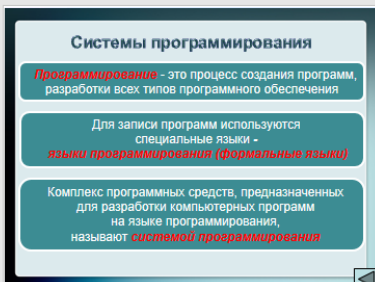 Системы программирования
Программирование - это процесс создания программ,
разработки всех типов программного обеспечения
Для записи программ используются
специальные языки -
языки программирования (формальные языки)
Комплекс программных средств, предназначенных
для разработки компьютерных программ
на языке программирования,
называют системой программирования